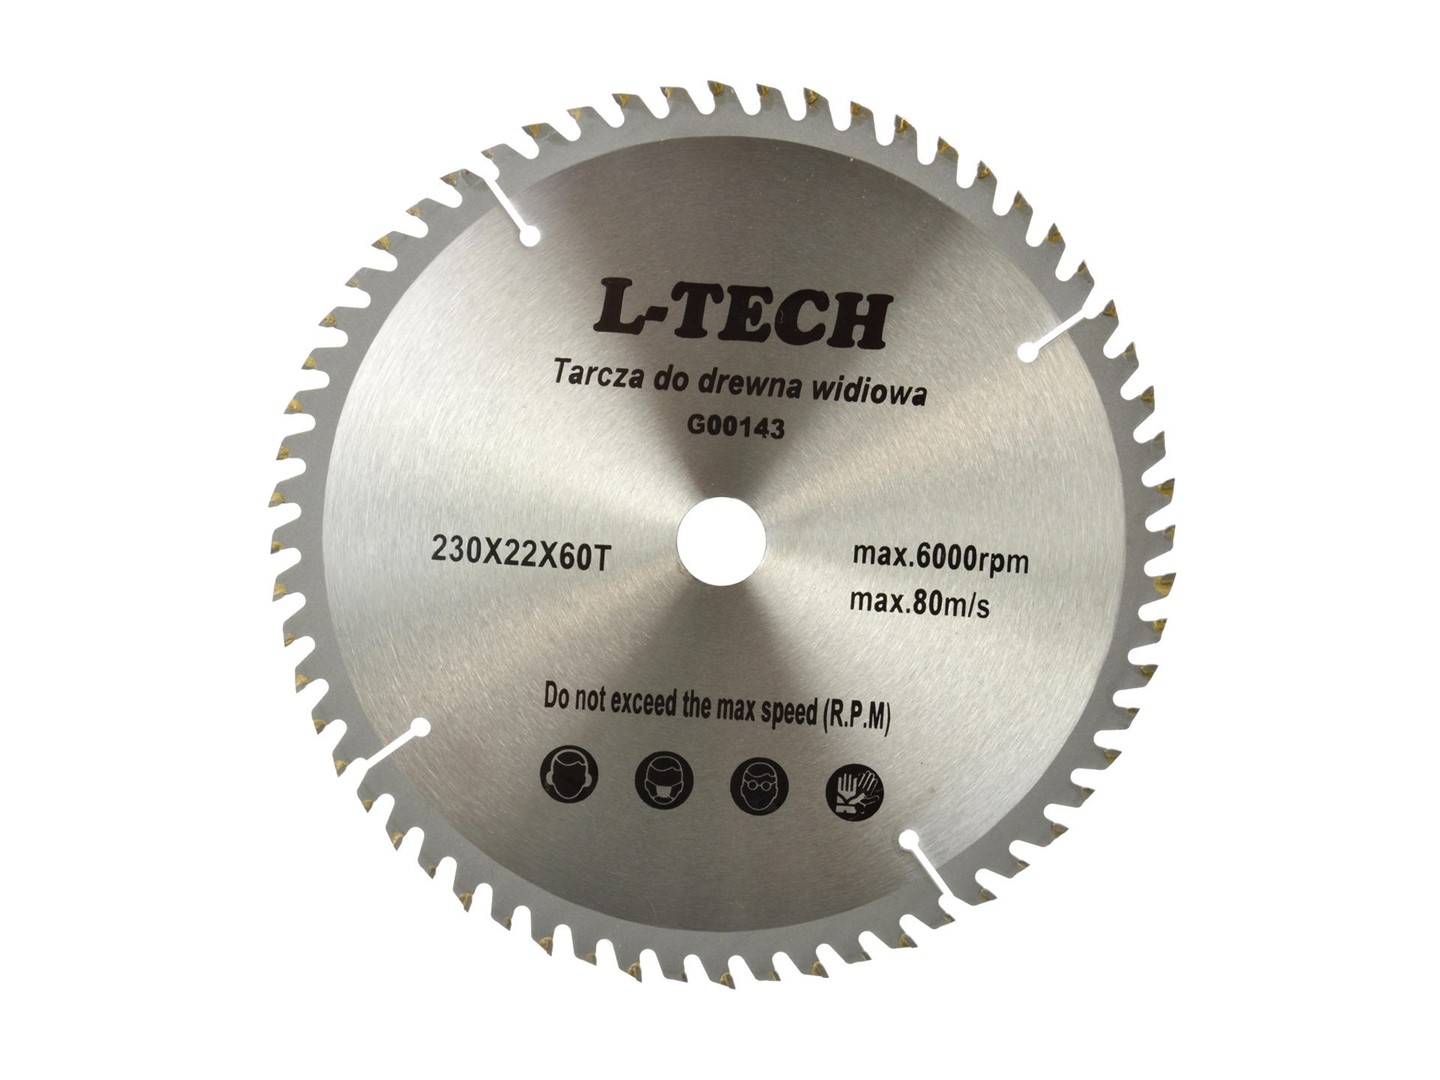 L-TECH
Tarcza do drewna widiowa
G00143
230X22X60T
max.6000rpm
max.80m/s
Do not exceed the max speed (R.P.M)